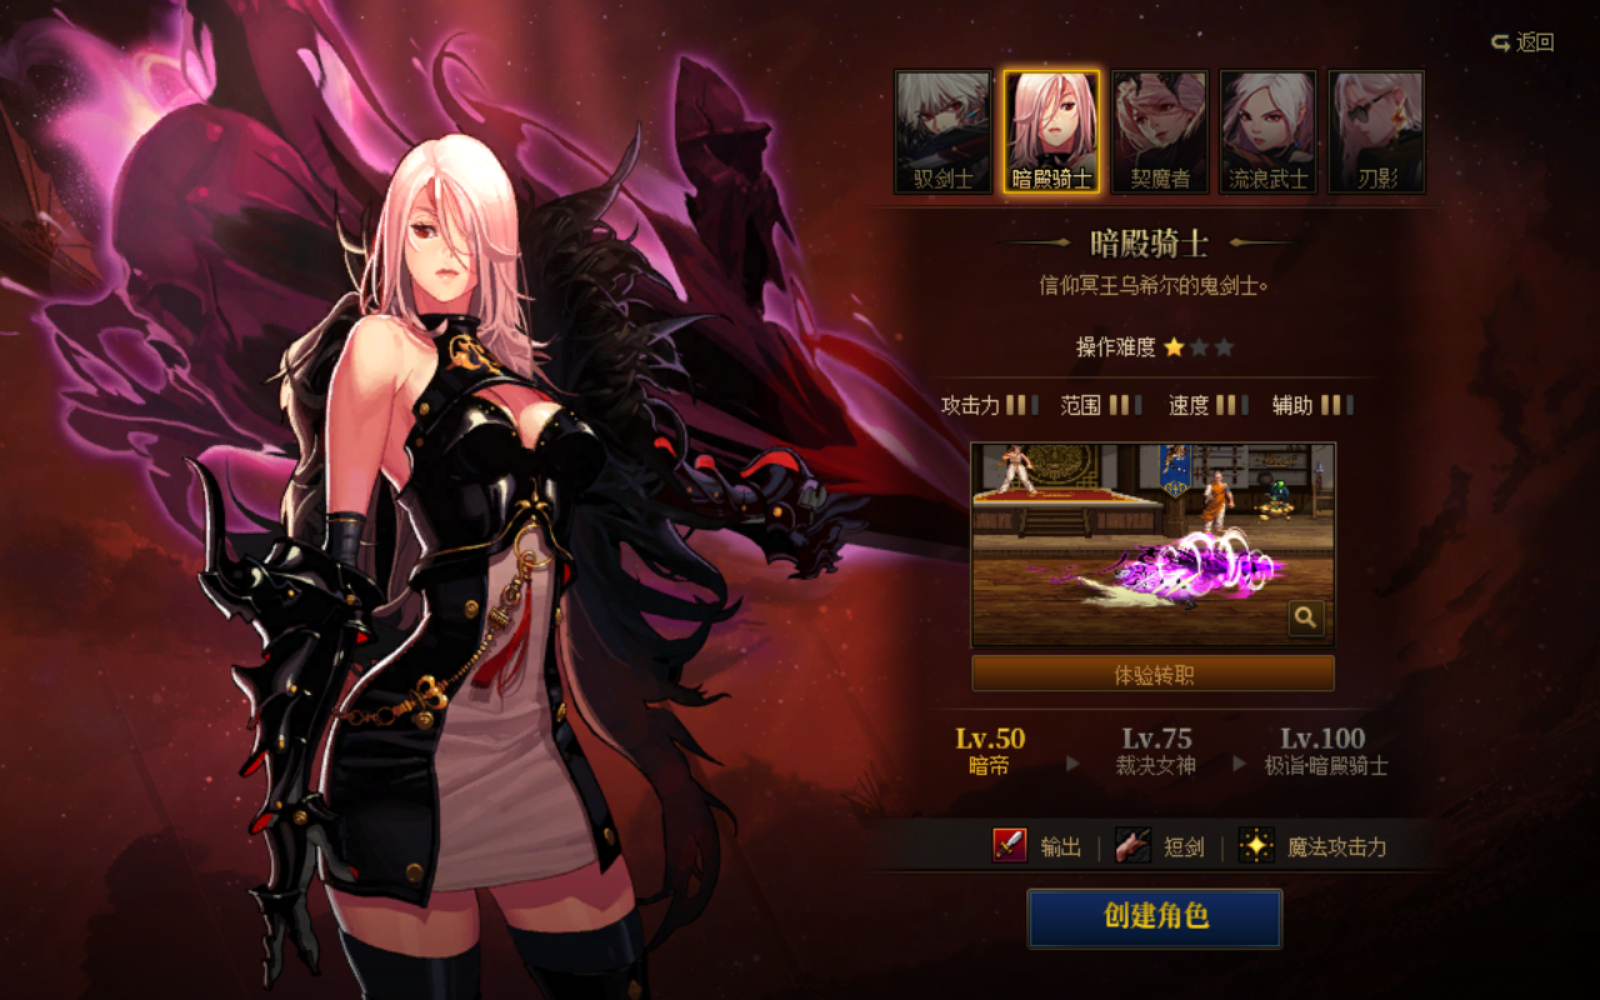 返回
驭剑士
暗殿骑士
契魔者
流浪武士
刃影
暗殿骑士
信仰冥王乌希尔的鬼剑士。
操作难度
攻击力 范围 速度 辅助
体验转职
Lv.50 Lv.75 Lv.100
暗帝 裁决女神 极诣·暗殿骑士
输出 | 短剑 | 魔法攻击力
创建角色